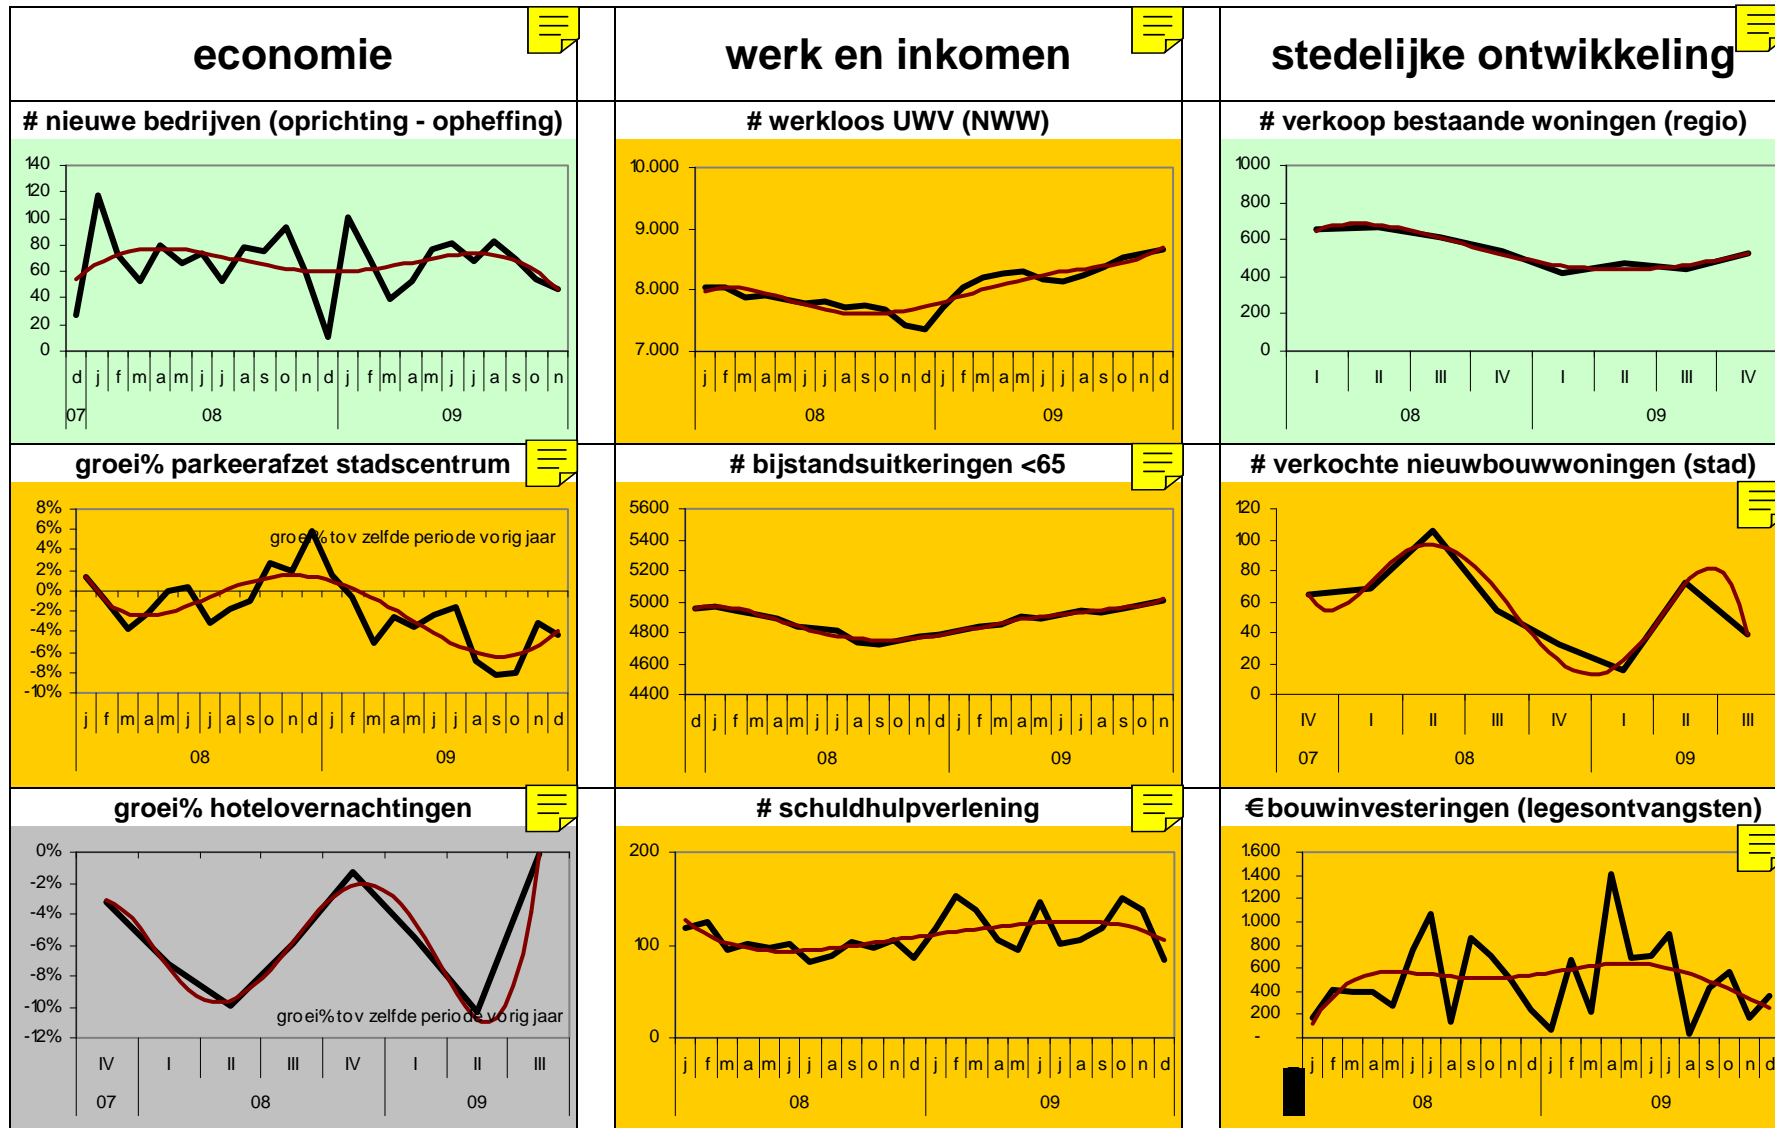 economie
werk en inkomen
stedelijke ontwikkeling
# nieuwe bedrijven (oprichting - opheffing)
140
120
100
80
60
40
20
0
d j f m a m j j a s o n d j f m a m j j a s o n
07 08 09
# werkloos UWV (NWW)
10.000
9.000
8.000
7.000
j f m a m j j a s o n d j f m a m j j a s o n d
08 09
# verkoop bestaande woningen (regio)
1000
800
600
400
200
0
I II III IV I II III IV
08 09
groei% parkeerafzet stadscentrum
8%
6%
4%
2%
0%
-2%
-4%
-6%
-8%
-10%
groei% tov zelfde periode vorig jaar
j f m a m j j a s o n d j f m a m j j a s o n d
08 09
# bijstandsuitkeringen <65
5600
5400
5200
5000
4800
4600
4400
d j f m a m j j a s o n d j f m a m j j a s o n
08 09
# verkochte nieuwbouwwoningen (stad)
120
100
80
60
40
20
0
IV I II III IV I II III
07 08 09
groei% hotelovernachtingen
0%
-2%
-4%
-6%
-8%
-10%
-12%
groei% tov zelfde periode vorig jaar
IV I II III IV I II III
07 08 09
# schuldhulpverlening
200
100
0
j f m a m j j a s o n d j f m a m j j a s o n d
08 09
€ bouwinvesteringen (legesontvangsten)
1.600
1.400
1.200
1.000
800
600
400
200
-
j f m a m j j a s o n d j f m a m j j a s o n d
08 09